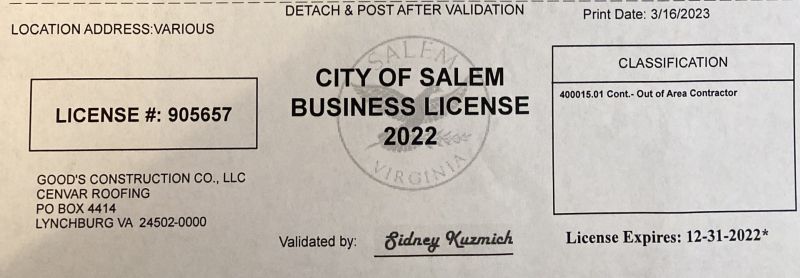 DETACH & POST AFTER VALIDATION
Print Date: 3/16/2023
LOCATION ADDRESS:VARIOUS
SALEM
VIRGINIA
CITY OF SALEM
BUSINESS LICENSE
2022
LICENSE #: 905657
CLASSIFICATION
400015.01 Cont.- Out of Area Contractor
GOOD'S CONSTRUCTION CO., LLC
CENVAR ROOFING
PO BOX 4414
LYNCHBURG VA 24502-0000
Validated by: Sidney Kuzmich
License Expires: 12-31-2022*